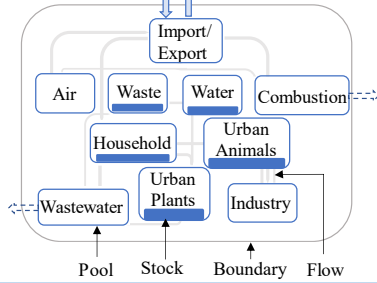 Import/
Export
Air
Waste
Water
Combustion
Household
Urban
Animals
Urban
Plants
Wastewater
Industry
Pool
Stock
Boundary
Flow